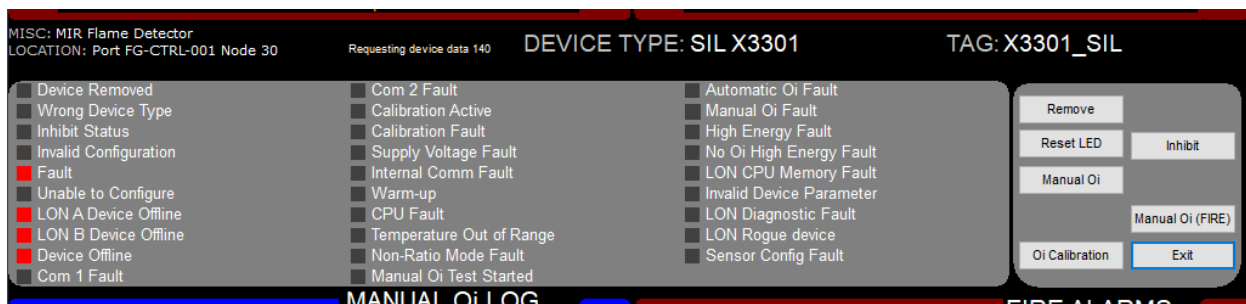 MISC: MIR Flame Detector
LOCATION: Port FG-CTRL-001 Node 30
Requesting device data 140
DEVICE TYPE: SIL X3301
TAG: X3301_SIL
Device Removed
Wrong Device Type
Inhibit Status
Invalid Configuration
Fault
Unable to Configure
LON A Device Offline
LON B Device Offline
Device Offline
Com 1 Fault
Com 2 Fault
Calibration Active
Calibration Fault
Supply Voltage Fault
Internal Comm Fault
Warm-up
CPU Fault
Temperature Out of Range
Non-Ratio Mode Fault
Manual Oi Test Started
Automatic Oi Fault
Manual Oi Fault
High Energy Fault
No Oi High Energy Fault
LON CPU Memory Fault
Invalid Device Parameter
LON Diagnostic Fault
LON Rogue device
Sensor Config Fault
Remove
Reset LED
Inhibit
Manual Oi
Manual Oi (FIRE)
Oi Calibration
Exit
MANUAL Oi LOG
FIRE ALARMS